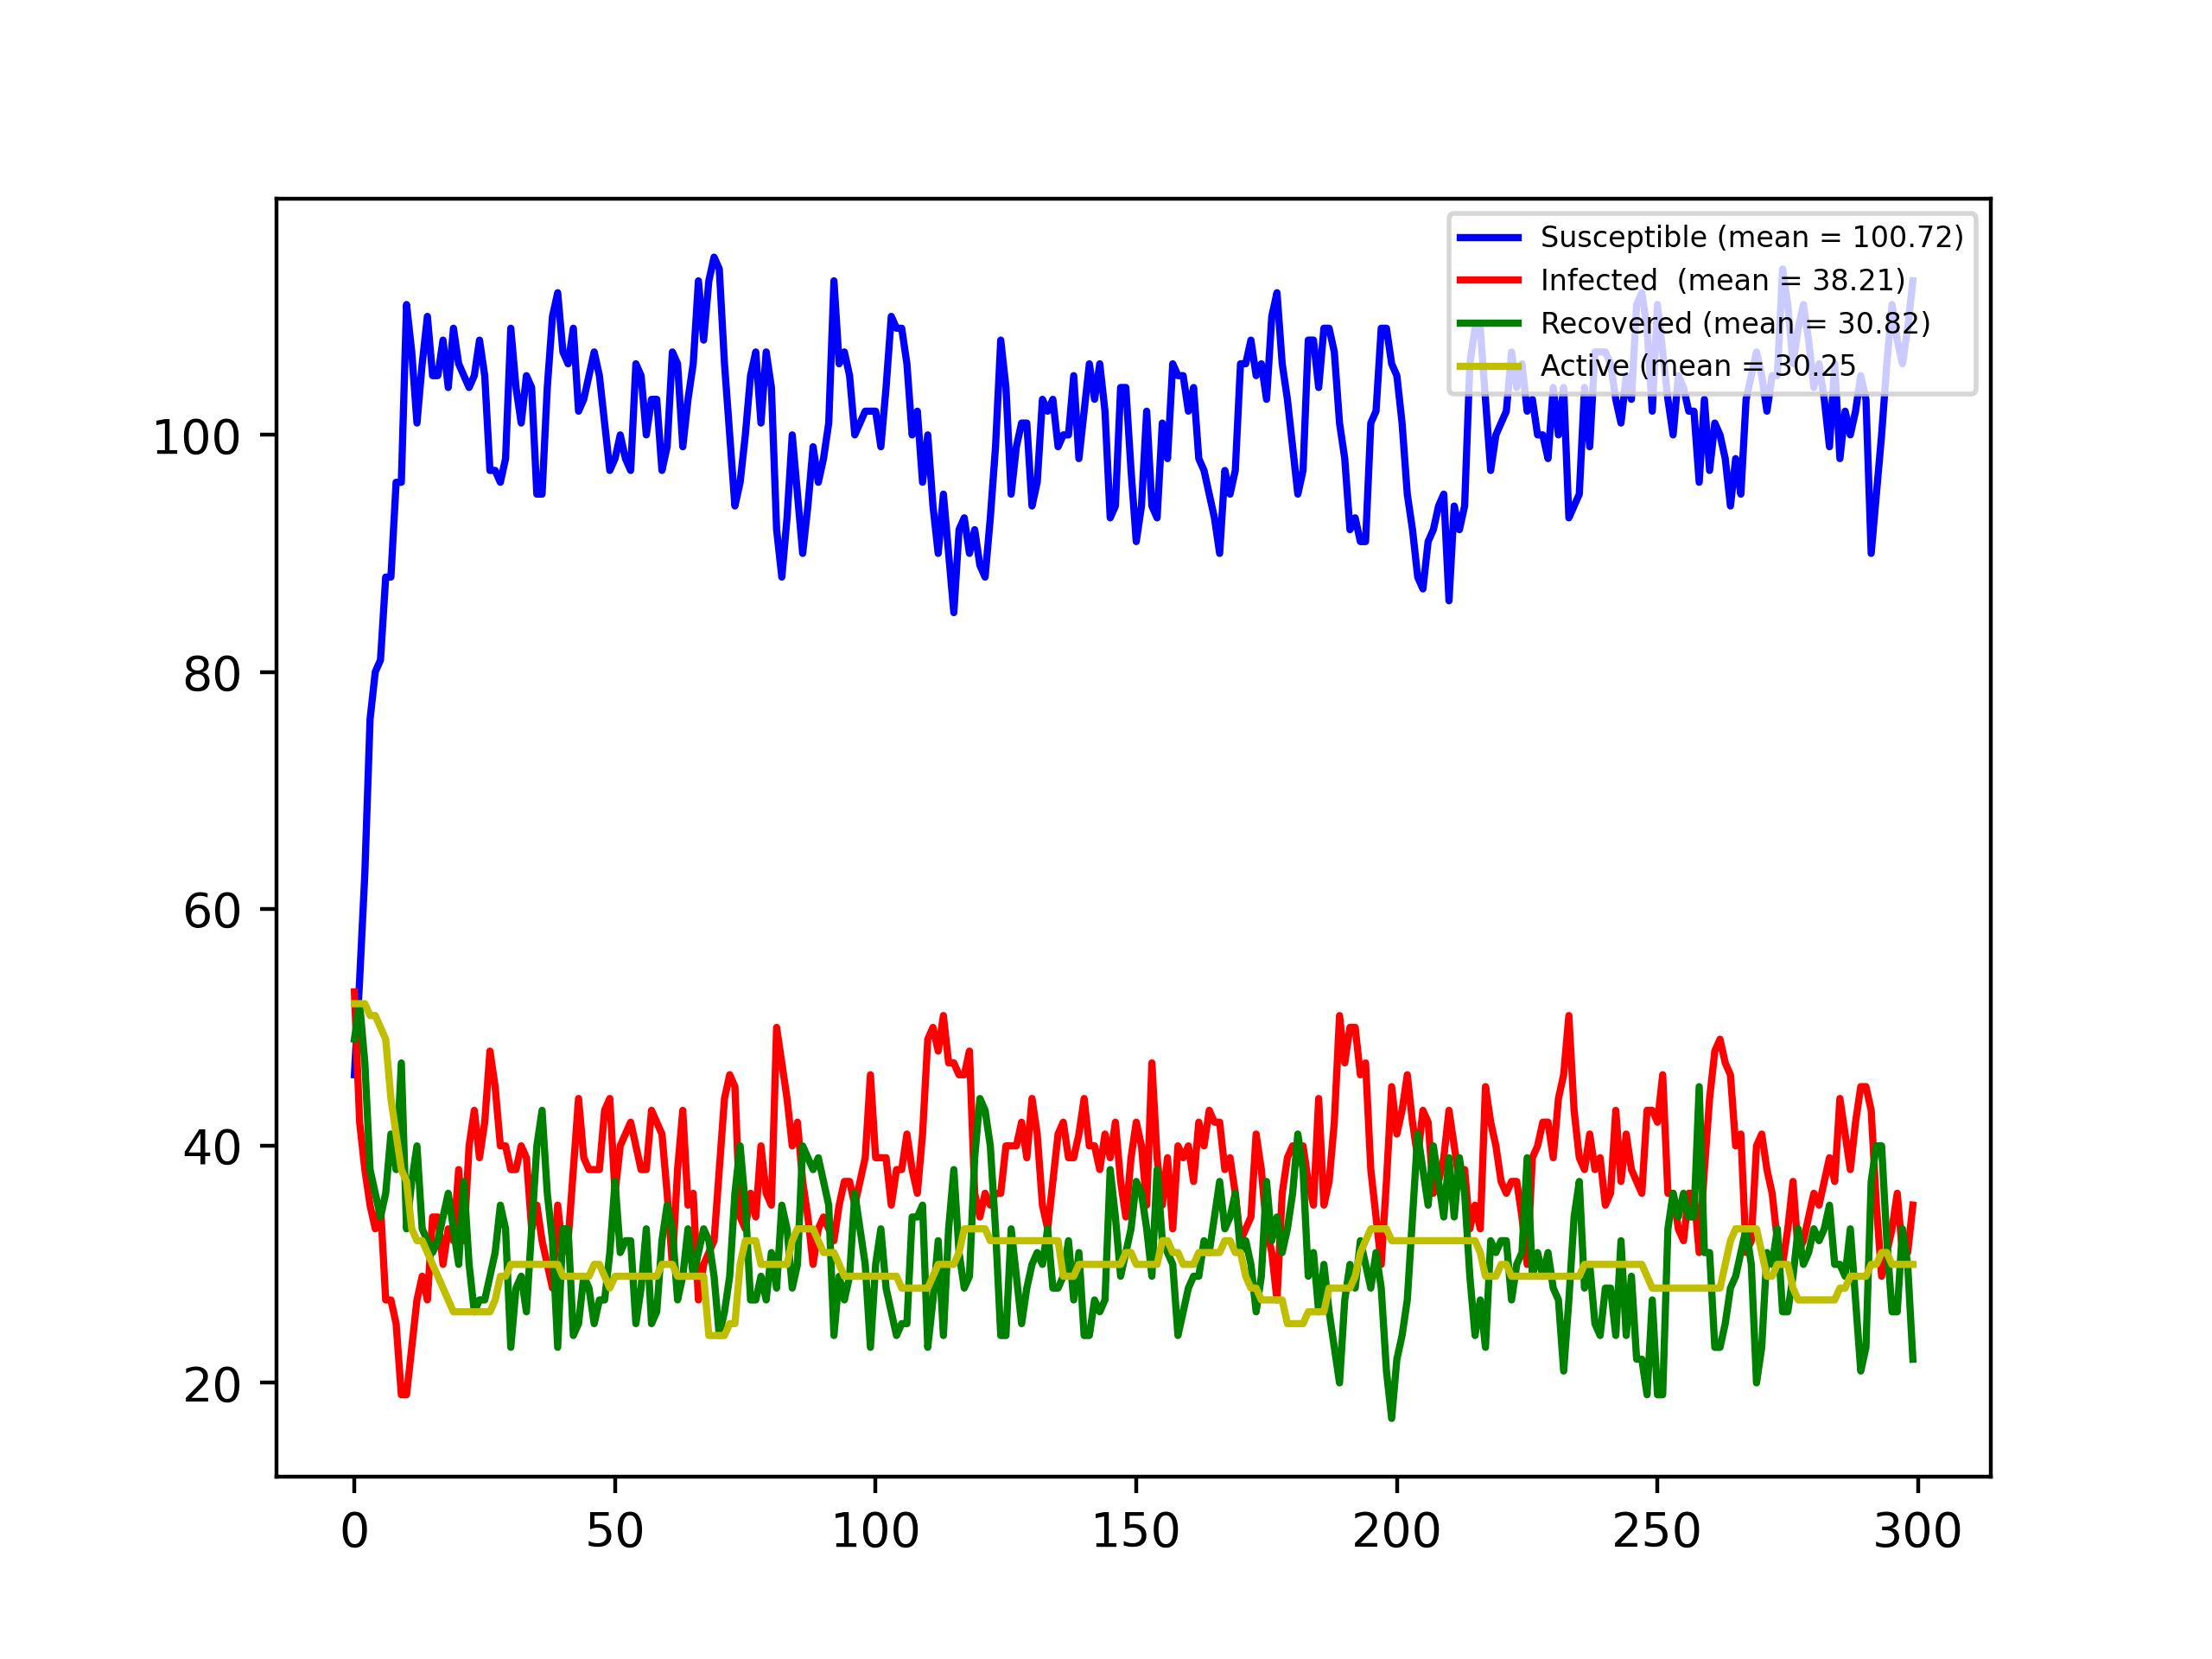 Susceptible (mean = 100.72)
Infected  (mean = 38.21)
Recovered (mean = 30.82)
Active (mean = 30.25
100
80
60
40
20
0 50 100 150 200 250 300